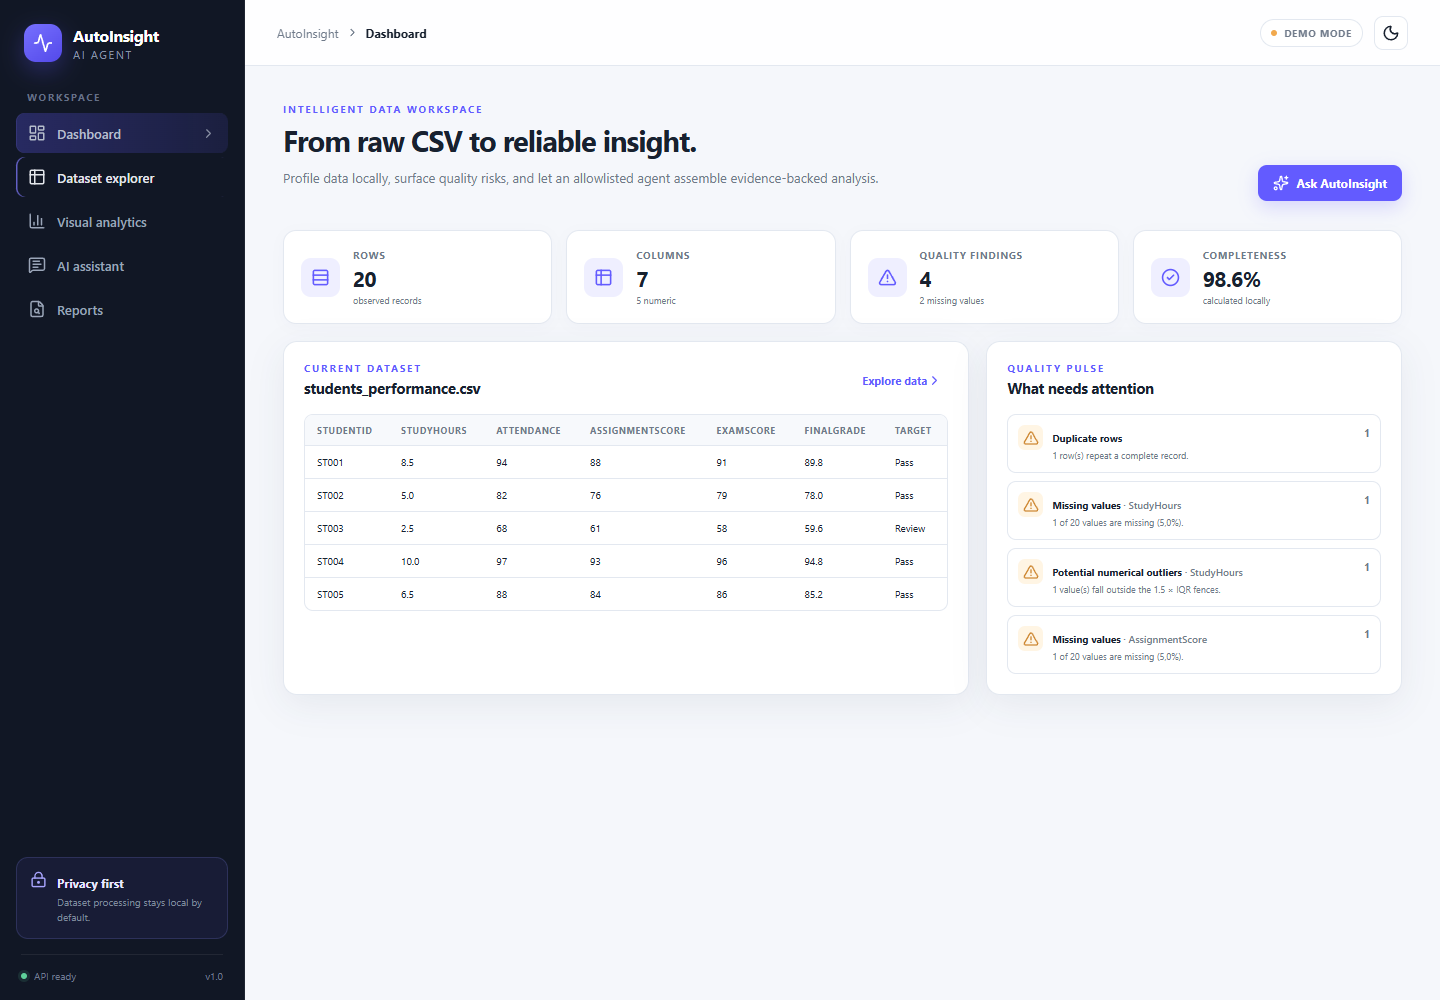 AutoInsight
AI AGENT
WORKSPACE
Dashboard
Dataset explorer
Visual analytics
AI assistant
Reports
Privacy first
Dataset processing stays local by
default.
API ready
v1.0
AutoInsight > Dashboard
DEMO MODE
INTELLIGENT DATA WORKSPACE
From raw CSV to reliable insight.
Profile data locally, surface quality risks, and let an allowlisted agent assemble evidence-backed analysis.
Ask AutoInsight
ROWS
20
observed records
COLUMNS
7
5 numeric
QUALITY FINDINGS
4
2 missing values
COMPLETENESS
98.6%
calculated locally
CURRENT DATASET
students_performance.csv
Explore data
STUDENTID STUDYHOURS ATTENDANCE ASSIGNMENTSCORE EXAMSCORE FINALGRADE TARGET
ST001 8.5 94 88 91 89.8 Pass
ST002 5.0 82 76 79 78.0 Pass
ST003 2.5 68 61 58 59.6 Review
ST004 10.0 97 93 96 94.8 Pass
ST005 6.5 88 84 86 85.2 Pass
QUALITY PULSE
What needs attention
Duplicate rows 1
1 row(s) repeat a complete record.
Missing values · StudyHours 1
1 of 20 values are missing (5,0%).
Potential numerical outliers · StudyHours 1
1 value(s) fall outside the 1.5 × IQR fences.
Missing values · AssignmentScore 1
1 of 20 values are missing (5,0%).